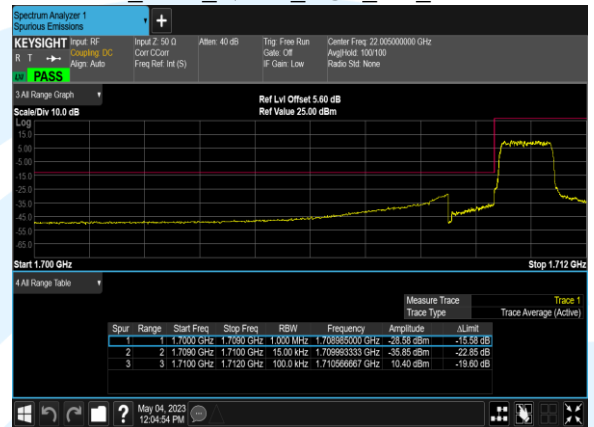 Spectrum Analyzer 1
Spurious Emissions
+
KEYSIGHT Input: RF Input Z: 50 Ω Atten: 40 dB Trig: Free Run Center Freq: 22.005000000 GHz
R T Coupling: DC Corr CCorr Gate: Off Avg|Hold: 100/100
Align: Auto Freq Ref: Int (S) IF Gain: Low Radio Std: None
LV PASS
3 All Range Graph
Ref Lvl Offset 5.60 dB
Scale/Div 10.0 dB Ref Value 25.00 dBm
Log
15.0
5.00
-5.00
-15.0
-25.0
-35.0
-45.0
-55.0
-65.0
Start 1.700 GHz Stop 1.712 GHz
4 All Range Table
Measure Trace Trace 1
Trace Type Trace Average (Active)
Spur Range Start Freq Stop Freq RBW Frequency Amplitude ΔLimit
1 1 1.7000 GHz 1.7090 GHz 1.000 MHz 1.708985000 GHz -28.58 dBm -15.58 dB
2 2 1.7090 GHz 1.7100 GHz 15.00 kHz 1.709993333 GHz -35.85 dBm -22.85 dB
3 3 1.7100 GHz 1.7120 GHz 100.0 kHz 1.710566667 GHz 10.40 dBm -19.60 dB
? May 04, 2023
12:04:54 PM